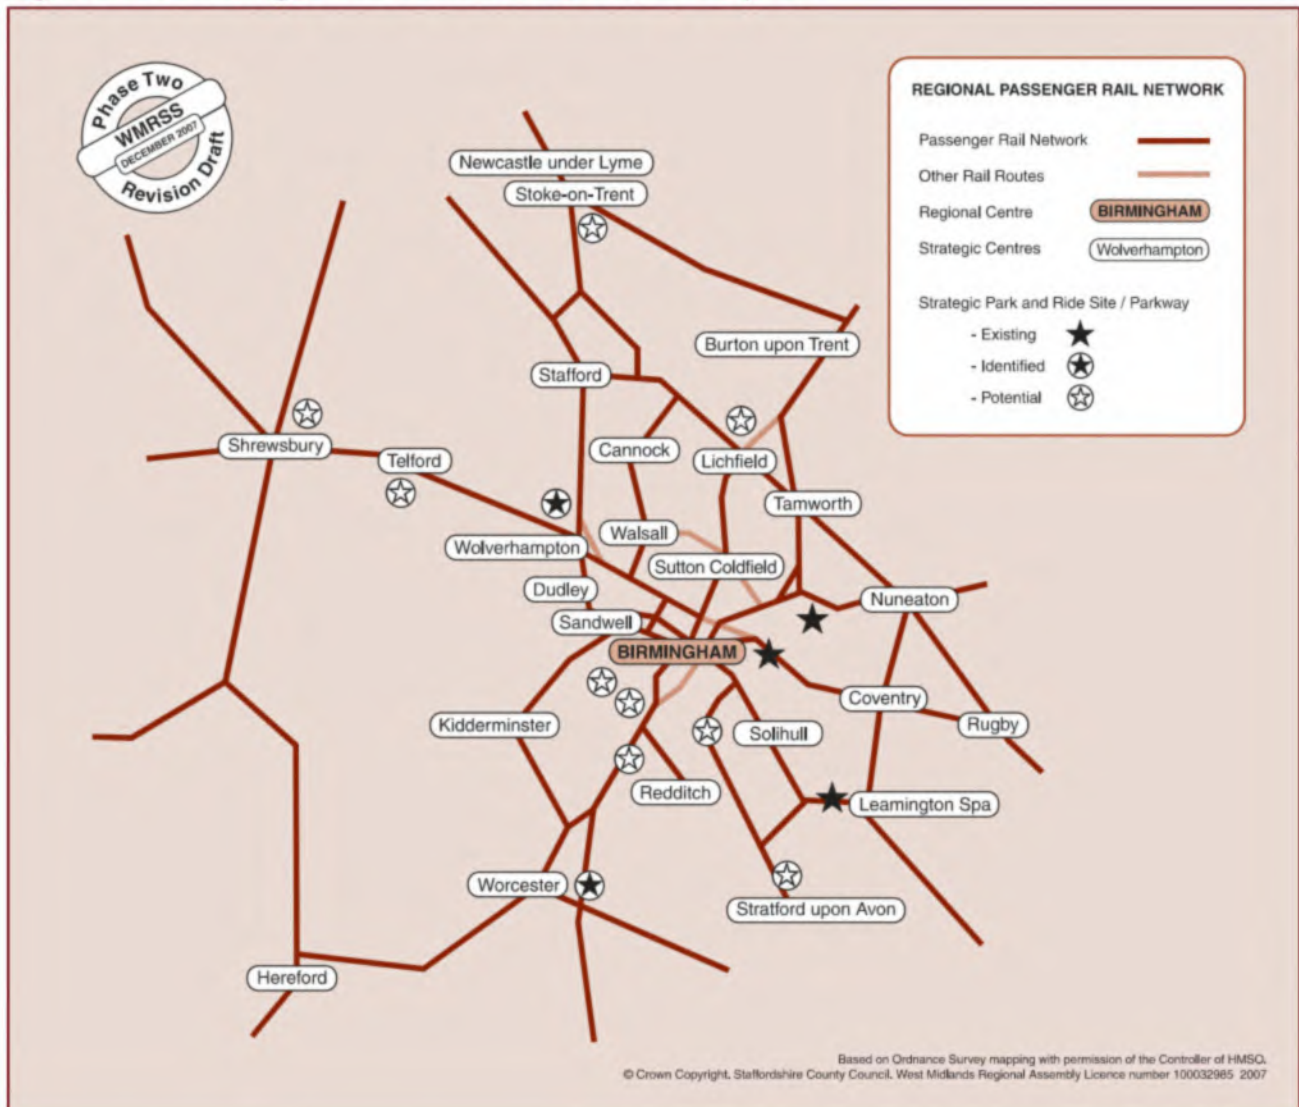 Phase Two
WMRSS
DECEMBER 2007
Revision Draft
REGIONAL PASSENGER RAIL NETWORK
Passenger Rail Network
Other Rail Routes
Regional Centre
BIRMINGHAM
Strategic Centres
Wolverhampton
Strategic Park and Ride Site / Parkway
- Existing
- Identified
- Potential
Newcastle under Lyme
Stoke-on-Trent
Burton upon Trent
Stafford
Shrewsbury
Telford
Cannock
Lichfield
Tamworth
Wolverhampton
Walsall
Sutton Coldfield
Dudley
Nuneaton
Sandwell
BIRMINGHAM
Coventry
Kidderminster
Solihull
Rugby
Redditch
Leamington Spa
Worcester
Stratford upon Avon
Hereford
Based on Ordnance Survey mapping with permission of the Controller of HMSO.
© Crown Copyright. Staffordshire County Council. West Midlands Regional Assembly Licence number 100032985 2007